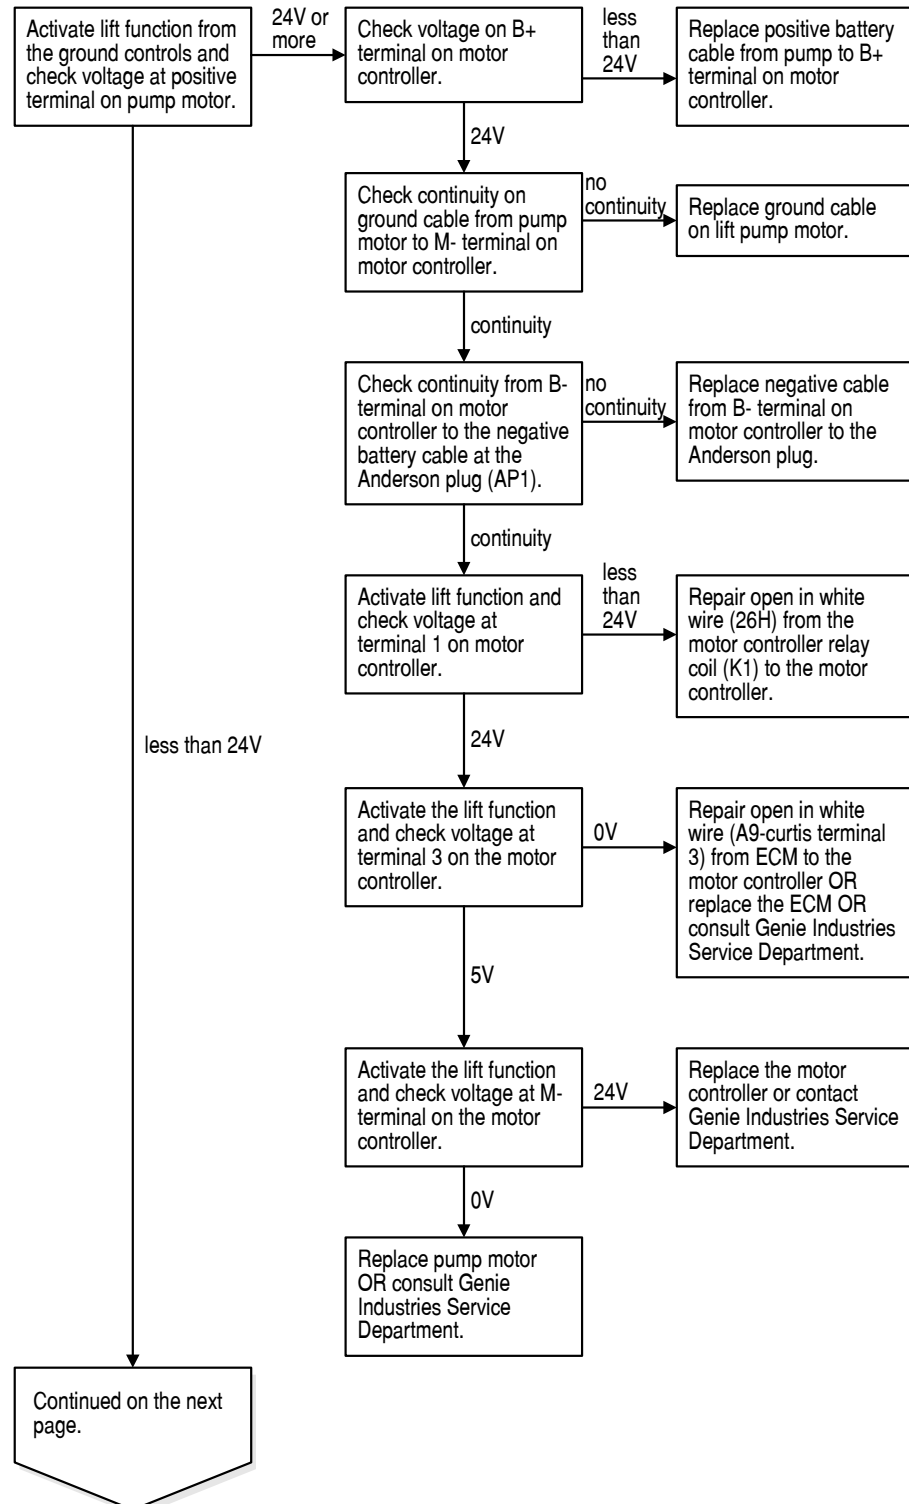 Activate lift function from
the ground controls and
check voltage at positive
terminal on pump motor.
24V or
more
Check voltage on B+
terminal on motor
controller.
less
than
24V
Replace positive battery
cable from pump to B+
terminal on motor
controller.
24V
Check continuity on
ground cable from pump
motor to M- terminal on
motor controller.
no
continuity
Replace ground cable
on lift pump motor.
continuity
Check continuity from B-
terminal on motor
controller to the negative
battery cable at the
Anderson plug (AP1).
no
continuity
Replace negative cable
from B- terminal on
motor controller to the
Anderson plug.
continuity
Activate lift function and
check voltage at
terminal 1 on motor
controller.
less
than
24V
Repair open in white
wire (26H) from the
motor controller relay
coil (K1) to the motor
controller.
less than 24V
24V
Activate the lift function
and check voltage at
terminal 3 on the motor
controller.
0V
Repair open in white
wire (A9-curtis terminal
3) from ECM to the
motor controller OR
replace the ECM OR
consult Genie Industries
Service Department.
5V
Activate the lift function
and check voltage at M-
terminal on the motor
controller.
24V
Replace the motor
controller or contact
Genie Industries Service
Department.
0V
Replace pump motor
OR consult Genie
Industries Service
Department.
Continued on the next
page.